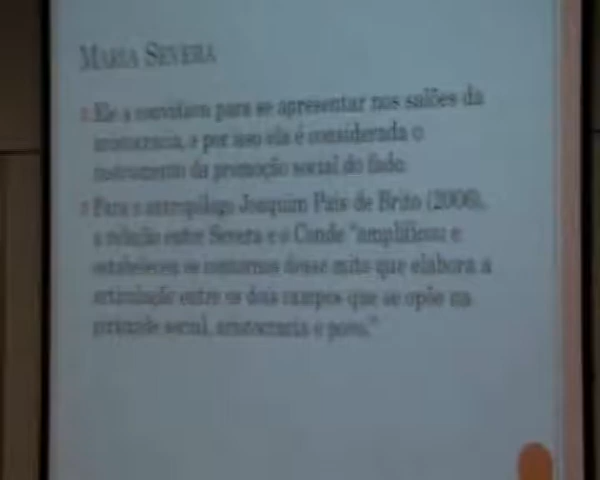 MARIA SEVERA
Ele a convidava para se apresentar nos salões da
aristocracia, e por isso ela é considerada o
instrumento da promoção social do fado.
Para o antropólogo Joaquim Pais de Brito (2006),
a relação entre Severa e o Conde "amplificou e
estabeleceu os contornos desse mito que elabora a
articulação entre os dois campos que se opõe na
sociedade social, aristocracia e povo."